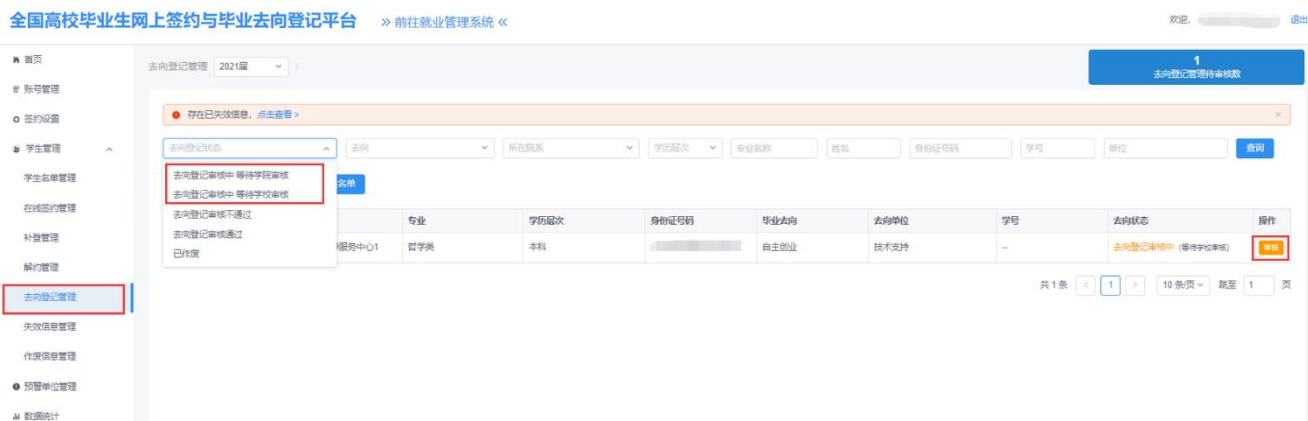 全国高校毕业生网上签约与毕业去向登记平台 >> 前往就业管理系统 << 欢迎, 退出
首页
账号管理
签约设置
学生管理
学生名单管理
在线签约管理
补登管理
解约管理
去向登记管理
失效信息管理
作废信息管理
预警单位管理
数据统计
去向登记管理 2021届 /
1
去向登记管理待审核数
存在已失效信息, 点击查看 > ×
去向登记状态 去向 所在院系 学历层次 专业名称 姓名 身份证号码 学号 单位 查询
去向登记审核中 等待学院审核
去向登记审核中 等待学校审核
去向登记审核不通过
去向登记审核通过
已作废
名单
专业 学历层次 身份证号码 毕业去向 去向单位 学号 去向状态 操作
服务中心1 哲学类 本科 自主创业 技术支持 -- 去向登记审核中 (等待学校审核) 审核
共 1 条 < 1 > 10 条/页 跳至 1 页